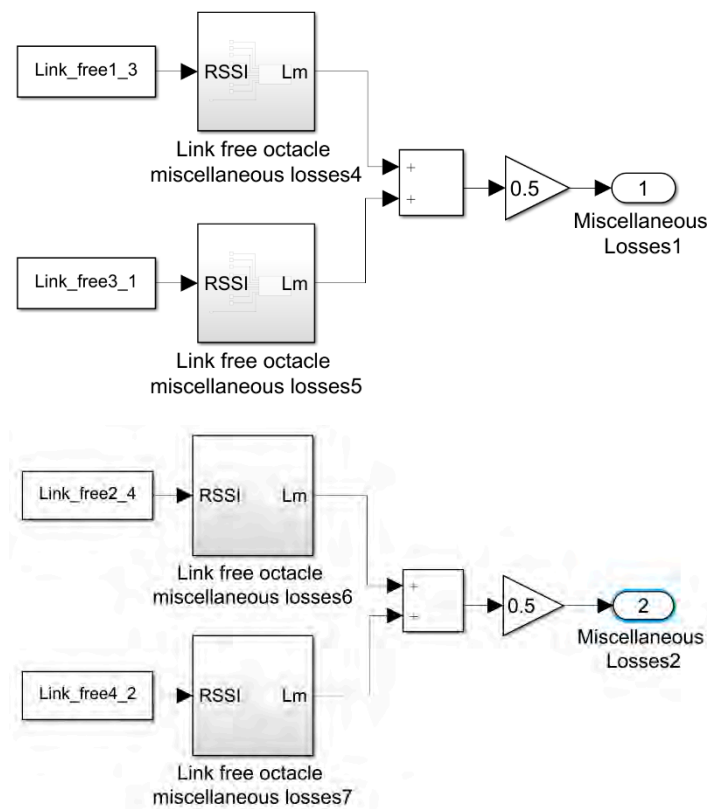 Link_free1_3
RSSI
Lm
Link free octacle
miscellaneous losses4
+
+
0.5
1
Miscellaneous
Losses1
Link_free3_1
RSSI
Lm
Link free octacle
miscellaneous losses5
Link_free2_4
RSSI
Lm
Link free octacle
miscellaneous losses6
+
+
0.5
2
Miscellaneous
Losses2
Link_free4_2
RSSI
Lm
Link free octacle
miscellaneous losses7